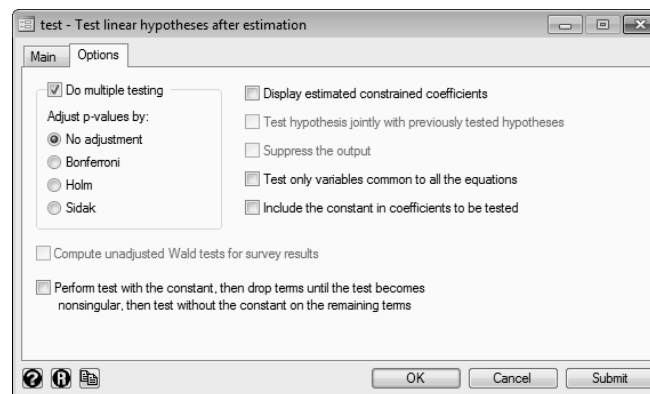 test - Test linear hypotheses after estimation
Main
Options
Do multiple testing
Adjust p-values by:
No adjustment
Bonferroni
Holm
Sidak
Display estimated constrained coefficients
Test hypothesis jointly with previously tested hypotheses
Suppress the output
Test only variables common to all the equations
Include the constant in coefficients to be tested
Compute unadjusted Wald tests for survey results
Perform test with the constant, then drop terms until the test becomes
nonsingular, then test without the constant on the remaining terms
OK
Cancel
Submit